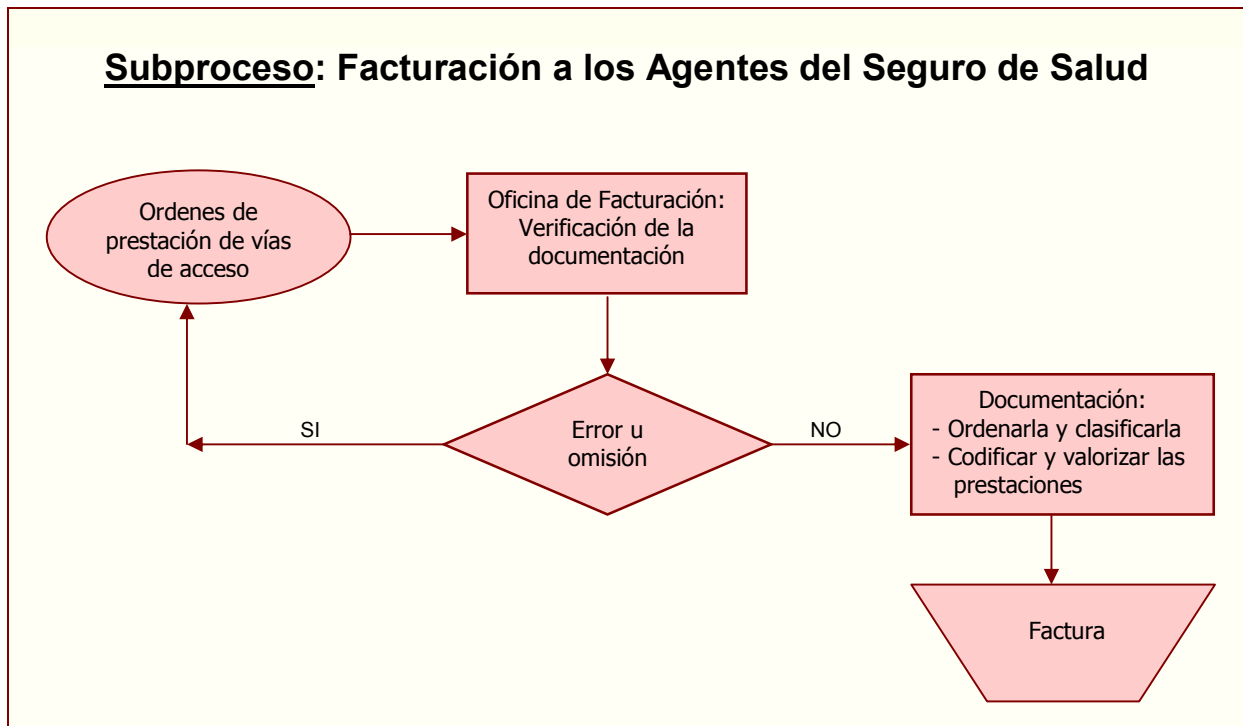 Subproceso: Facturación a los Agentes del Seguro de Salud
Ordenes de
prestación de vías
de acceso
Oficina de Facturación:
Verificación de la
documentación
SI
Error u
omisión
NO
Documentación:
- Ordenarla y clasificarla
- Codificar y valorizar las
prestaciones
Factura